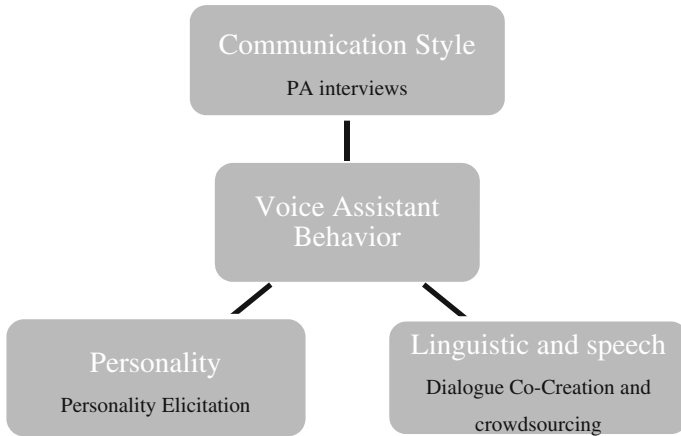 Communication Style
PA interviews
Voice Assistant
Behavior
Personality
Personality Elicitation
Linguistic and speech
Dialogue Co-Creation and
crowdsourcing